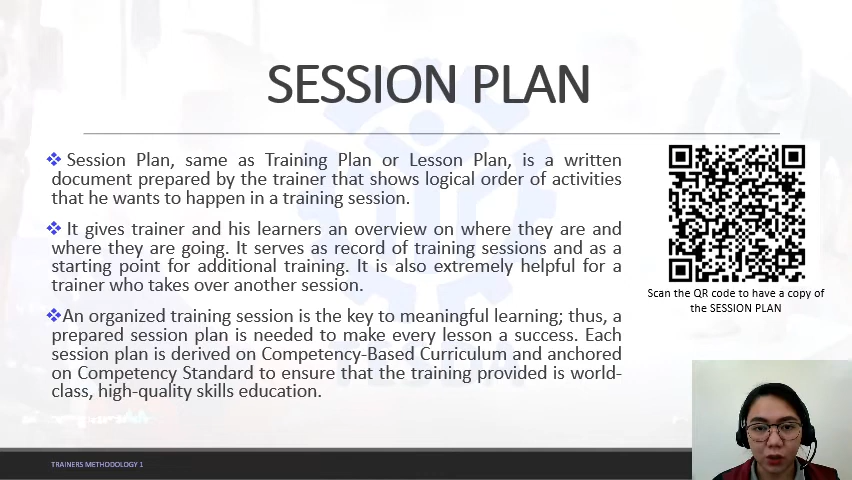 SESSION PLAN
❖ Session Plan, same as Training Plan or Lesson Plan, is a written
document prepared by the trainer that shows logical order of activities
that he wants to happen in a training session.
❖ It gives trainer and his learners an overview on where they are and
where they are going. It serves as record of training sessions and as a
starting point for additional training. It is also extremely helpful for a
trainer who takes over another session.
❖An organized training session is the key to meaningful learning; thus, a
prepared session plan is needed to make every lesson a success. Each
session plan is derived on Competency-Based Curriculum and anchored
on Competency Standard to ensure that the training provided is world-
class, high-quality skills education.
Scan the QR code to have a copy of
the SESSION PLAN
TRAINERS METHODOLOGY 1